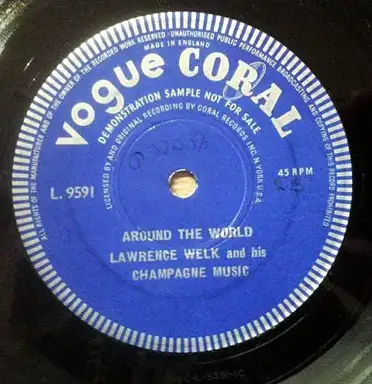 ALL RIGHTS OF THE MANUFACTURER AND OF THE OWNER OF THE RECORDED WORK RESERVED - UNAUTHORISED PUBLIC PERFORMANCE BROADCASTING AND COPYING OF THIS RECORD PROHIBITED
MADE IN ENGLAND
Vogue CORAL
DEMONSTRATION SAMPLE NOT FOR SALE
LICENSED BY AND ORIGINAL RECORDING BY CORAL RECORDS INC. N. YORK U.S.A.
L. 9591
45 RPM
AROUND THE WORLD
LAWRENCE WELK and his
CHAMPAGNE MUSIC